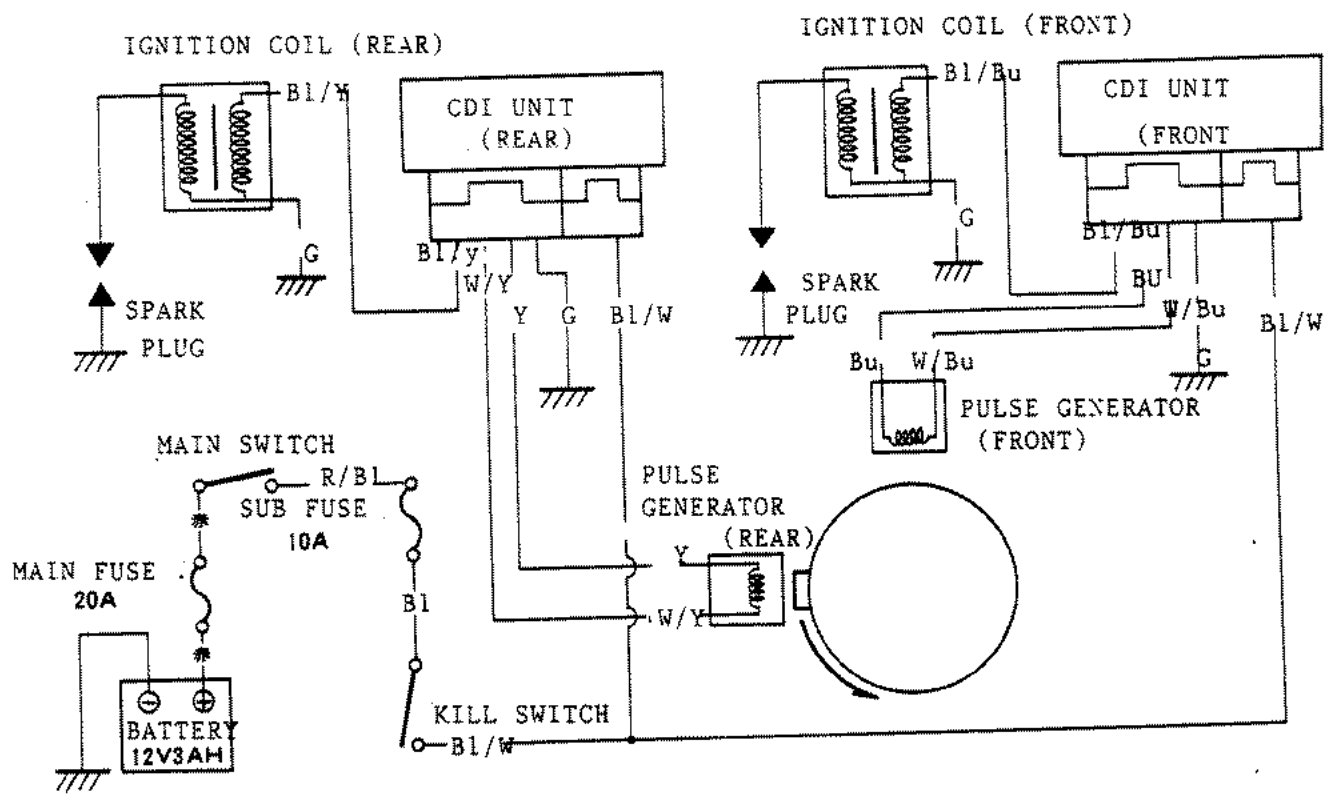 IGNITION COIL (REAR)
IGNITION COIL (FRONT)
Bl/Y
CDI UNIT
(REAR)
Bl/Bu
CDI UNIT
(FRONT
G
Bl/y
W/Y
Y
G
Bl/W
SPARK
PLUG
G
Bl/Bu
BU
W/Bu
Bl/W
G
SPARK
PLUG
Bu
W/Bu
PULSE GENERATOR
(FRONT)
MAIN SWITCH
R/Bl
SUB FUSE
10A
PULSE
GENERATOR
(REAR)
Y
W/Y
MAIN FUSE
20A
Bl
KILL SWITCH
Bl/W
BATTERY
12V3AH